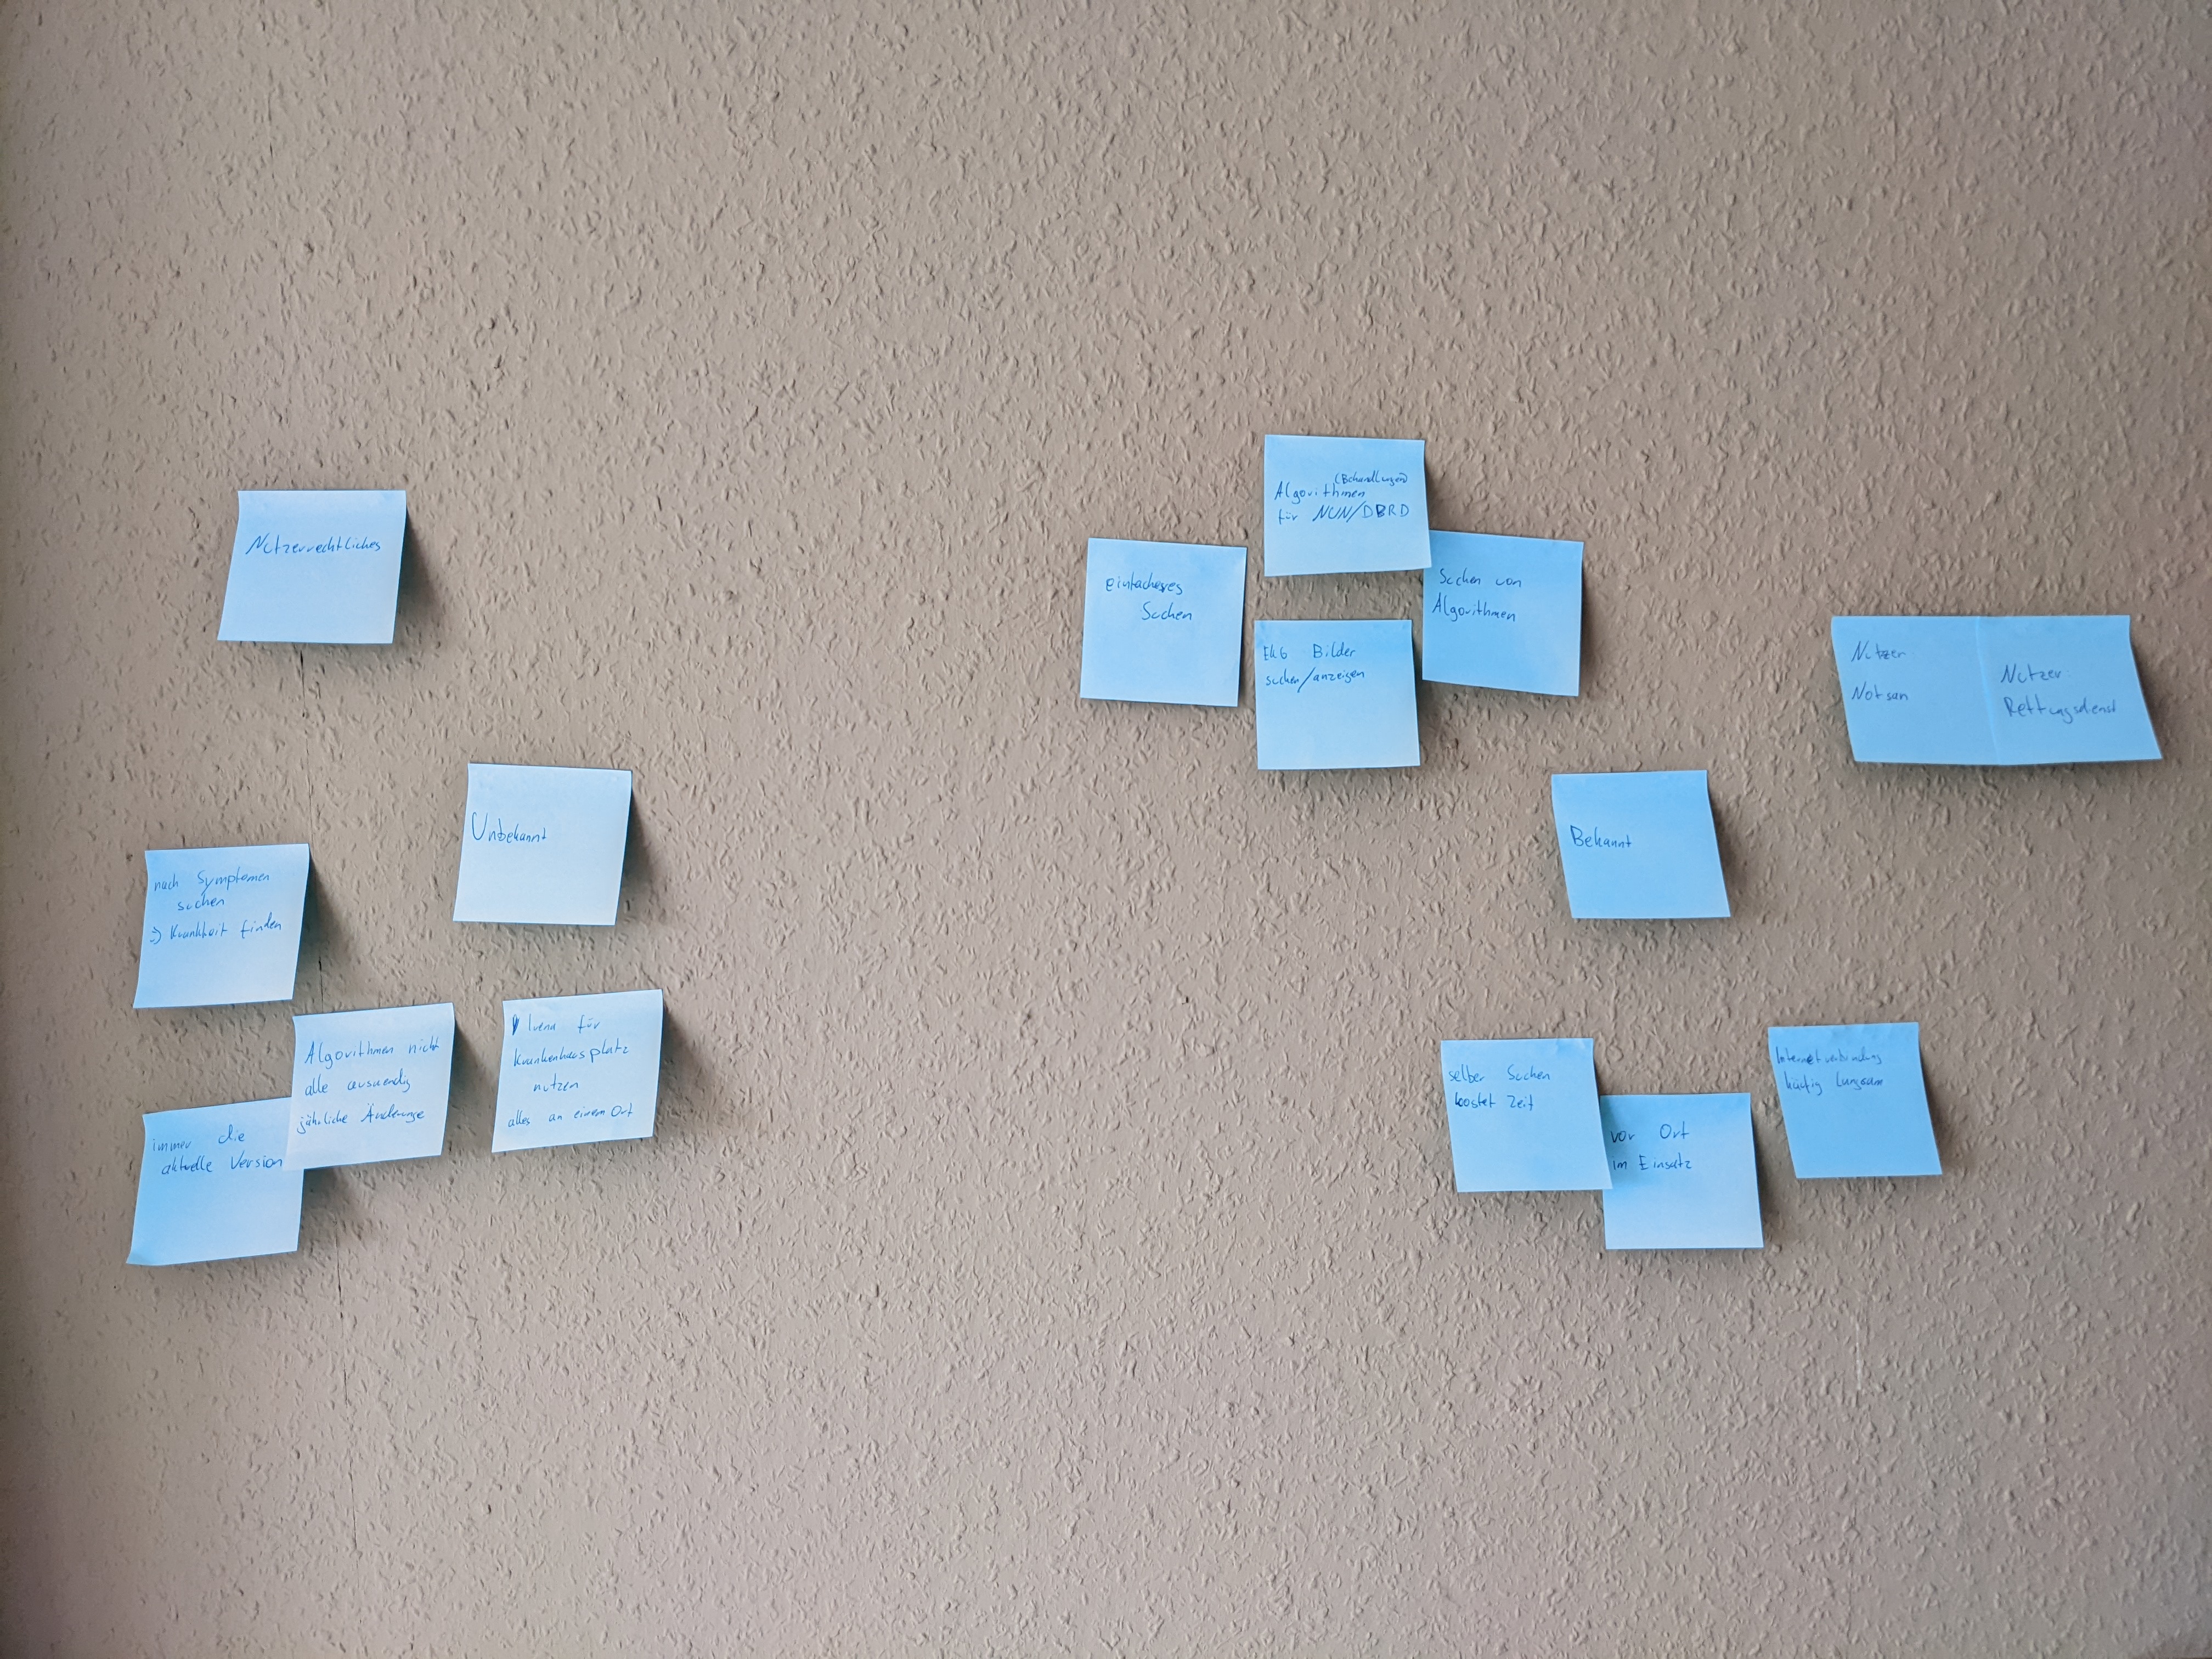 Nutzerrechtliches
Unbekannt
nach Symptomen
suchen
=> Krankheit finden
Algorithmen nicht
alle auswendig
jährliche Änderunge
immer die
aktuelle Version
Ivena für
Krankenhausplatz
nutzen
alles an einem Ort
(Behandlungen)
Algorithmen
für NUN/DBRD
einfacheres
Suchen
Suchen von
Algorithmen
EKG Bilder
suchen/anzeigen
Nutzer
Notsan
Nutzer:
Rettungsdienst
Bekannt
selber Suchen
kostet Zeit
vor Ort
im Einsatz
Internetverbindung
häufig Langsam